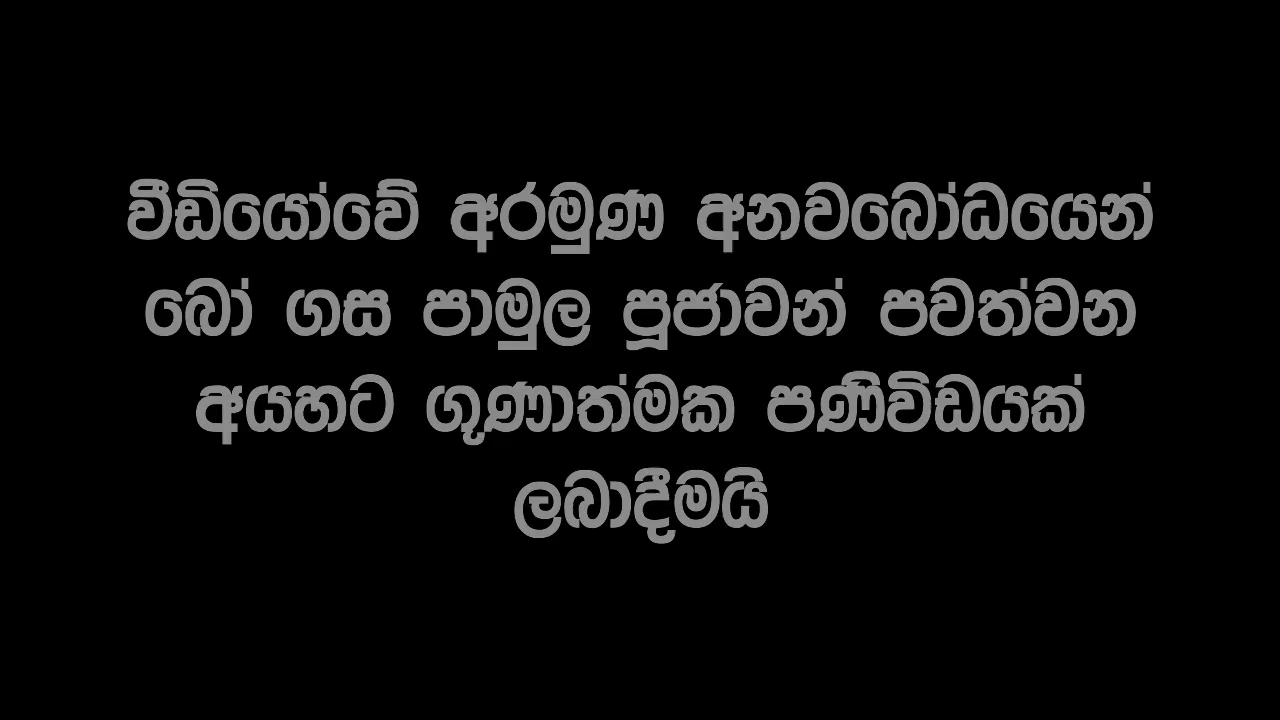 වීඩියෝවේ අරමුණ අනවබෝධයෙන්
බෝ ගස පාමුල පූජාවන් පවත්වන
අයහට ගුණාත්මක පණිවිඩයක්
ලබාදීමයි